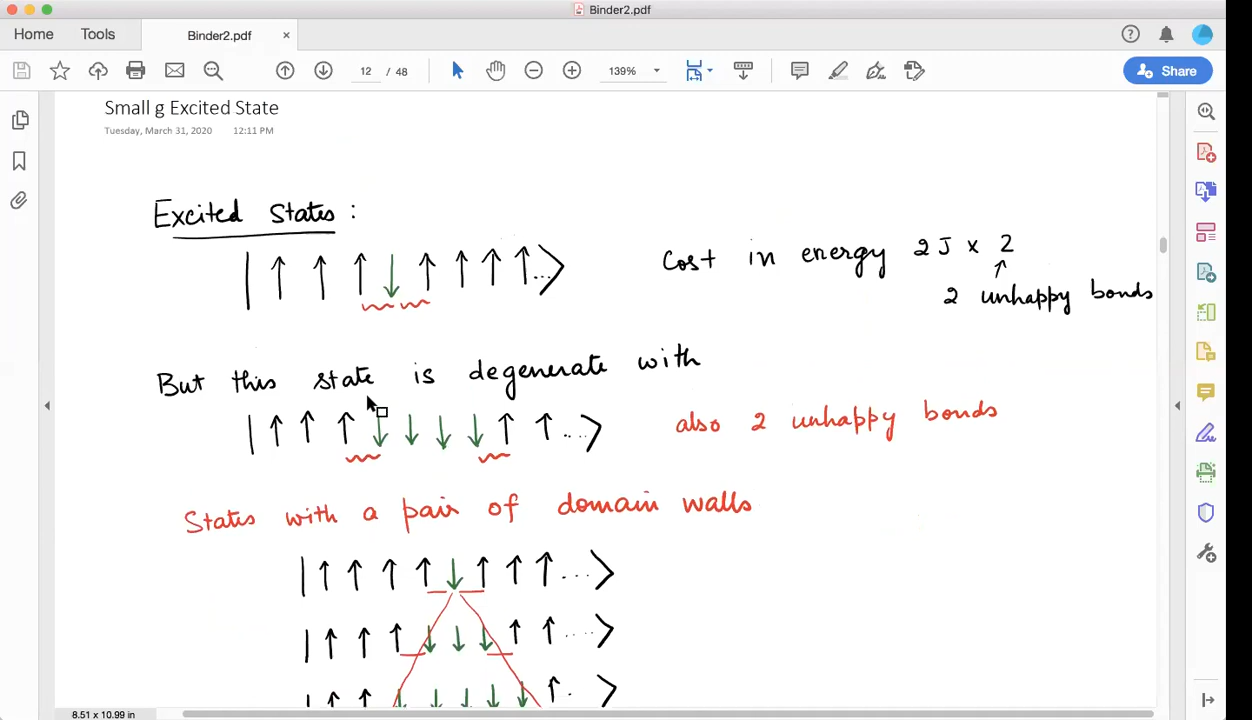 Binder2.pdf
Home Tools Binder2.pdf ×
12 / 48 139% Share
Small g Excited State
Tuesday, March 31, 2020 12:11 PM
Excited States :
| ↑ ↑ ↑ ↓ ↑ ↑ ↑ ↑ ... > Cost in energy 2J × 2
↑
2 unhappy bonds
But this state is degenerate with
| ↑ ↑ ↑ ↓ ↓ ↓ ↓ ↑ ↑ ... > also 2 unhappy bonds
States with a pair of domain walls
| ↑ ↑ ↑ ↑ ↓ ↑ ↑ ↑ ... >
| ↑ ↑ ↑ ↓ ↓ ↓ ↑ ↑ ... >
| ↑ ↑ ↓ ↓ ↓ ↓ ↓ ↑ . >
8.51 x 10.99 in